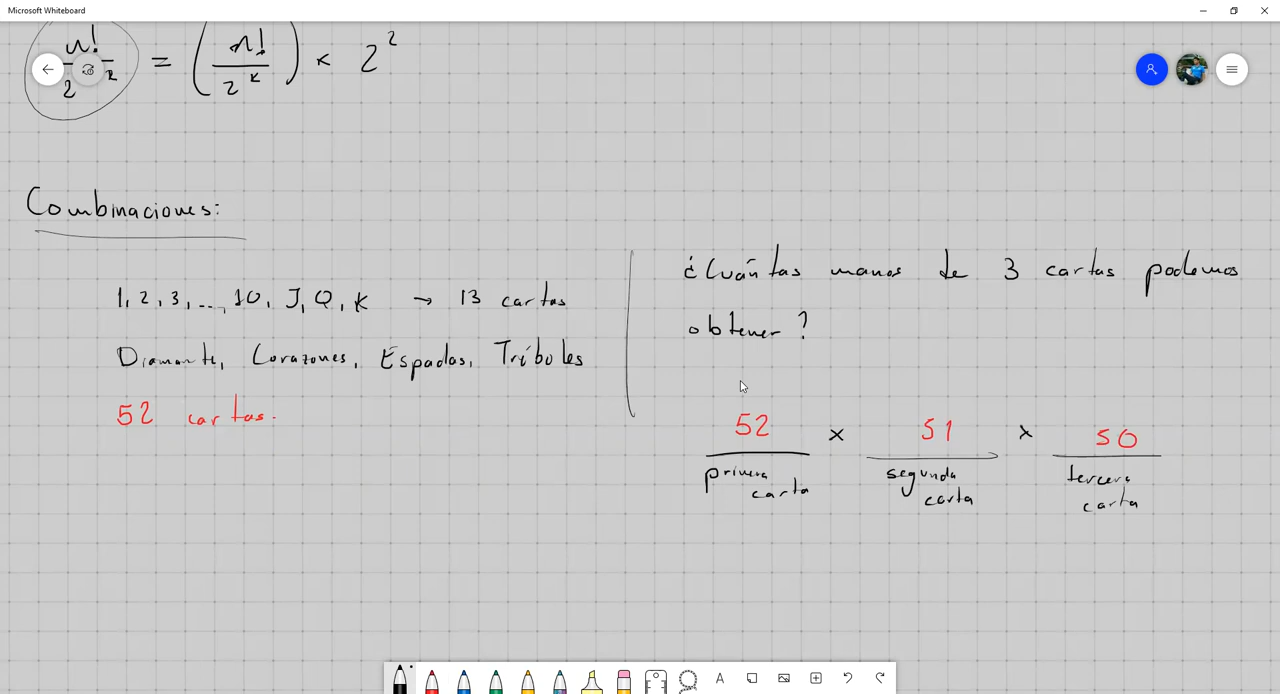 Microsoft Whiteboard
n! = (n!/2^k) × 2^2
2
k
Combinaciones:
1, 2, 3, ..., 10, J, Q, K → 13 cartas
Diamante, Corazones, Espadas, Tríboles
52 cartas.
¿Cuántas manos de 3 cartas podemos
obtener?
52 × 51 × 50
primera carta
segunda carta
tercera carta
A